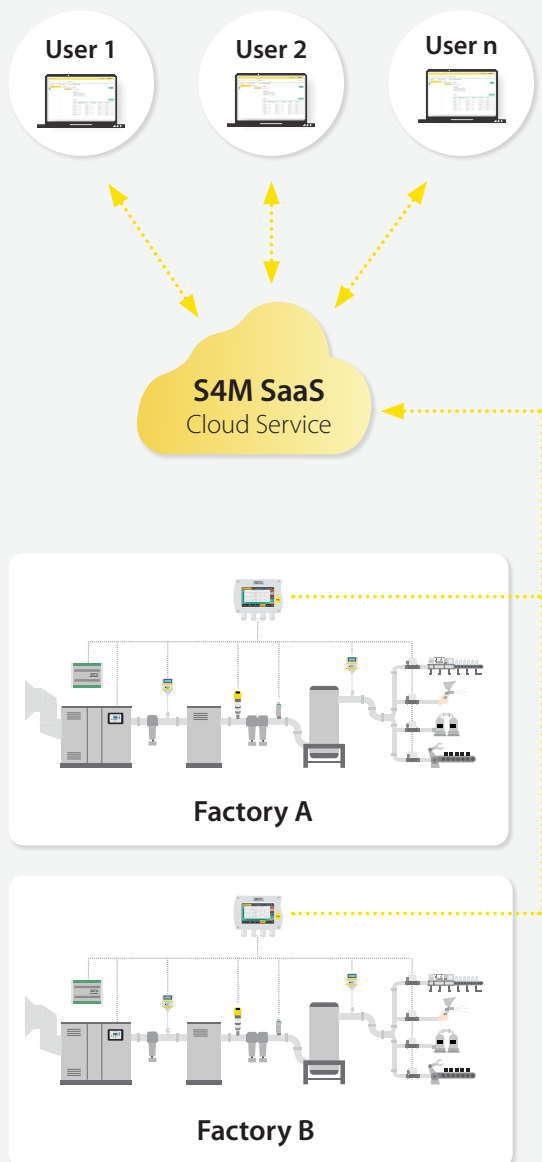 User 1
User 2
User n
S4M SaaS
Cloud Service
Factory A
Factory B